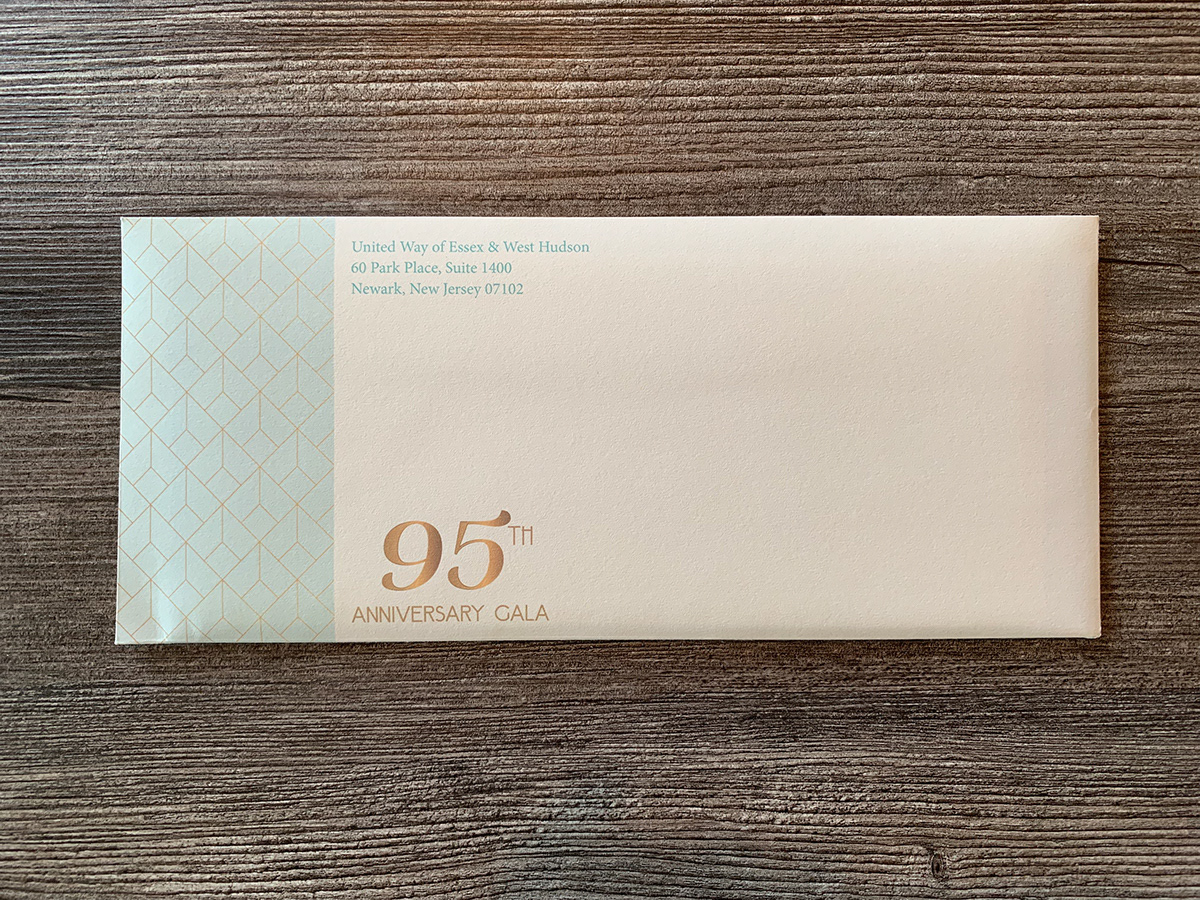 United Way of Essex & West Hudson
60 Park Place, Suite 1400
Newark, New Jersey 07102
95TH
ANNIVERSARY GALA